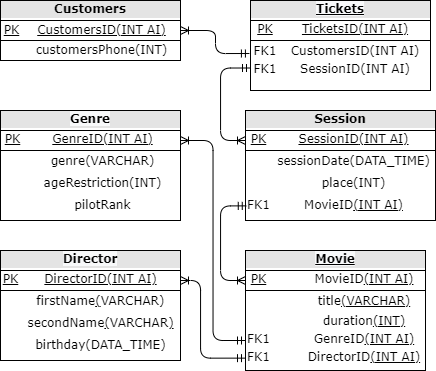 Customers
PK CustomersID(INT AI)
customersPhone(INT)
Tickets
PK TicketsID(INT AI)
FK1 CustomersID(INT AI)
FK1 SessionID(INT AI)
Genre
PK GenreID(INT AI)
genre(VARCHAR)
ageRestriction(INT)
pilotRank
Session
PK SessionID(INT AI)
sessionDate(DATA_TIME)
place(INT)
FK1 MovieID(INT AI)
Director
PK DirectorID(INT AI)
firstName(VARCHAR)
secondName(VARCHAR)
birthday(DATA_TIME)
Movie
PK MovieID(INT AI)
title(VARCHAR)
duration(INT)
FK1 GenreID(INT AI)
FK1 DirectorID(INT AI)